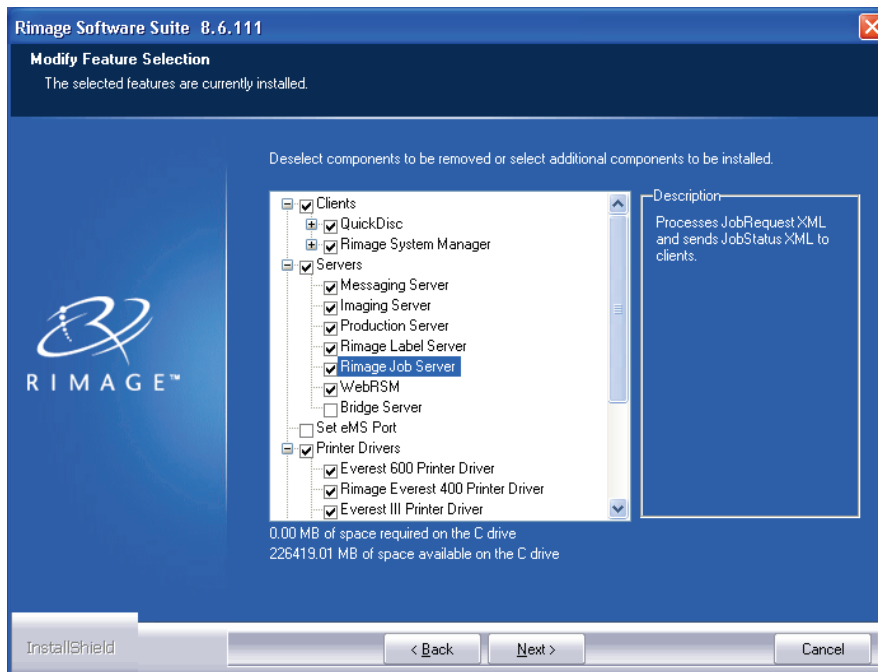 Rimage Software Suite 8.6.111
Modify Feature Selection
The selected features are currently installed.
Deselect components to be removed or select additional components to be installed.
Clients
QuickDisc
Rimage System Manager
Servers
Messaging Server
Imaging Server
Production Server
Rimage Label Server
Rimage Job Server
WebRSM
Bridge Server
Set eMS Port
Printer Drivers
Everest 600 Printer Driver
Rimage Everest 400 Printer Driver
Everest III Printer Driver
Description
Processes JobRequest XML
and sends JobStatus XML to
clients.
RIMAGE™
0.00 MB of space required on the C drive
226419.01 MB of space available on the C drive
InstallShield
< Back
Next >
Cancel